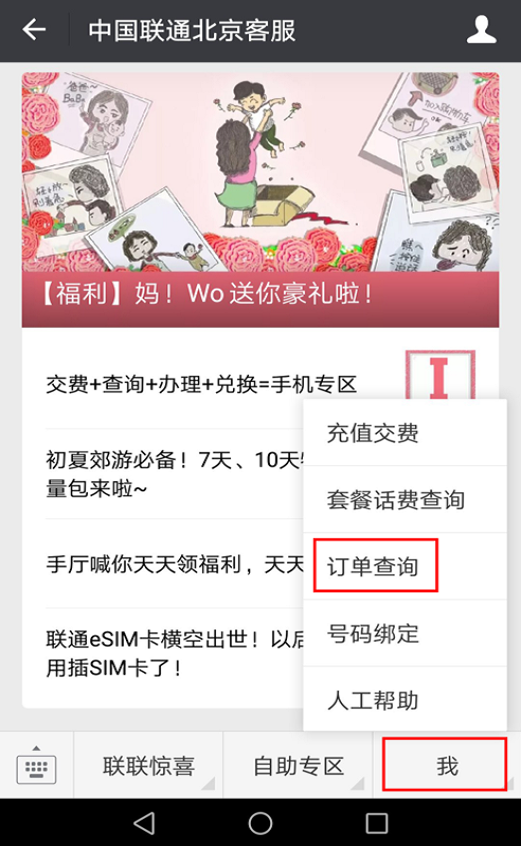 中国联通北京客服
爸爸~
BaBa
【福利】妈！Wo 送你豪礼啦！
交费+查询+办理+兑换=手机专区
I
初夏郊游必备！7天、10天
量包来啦~
手厅喊你天天领福利，天天
联通eSIM卡横空出世！以后
用插SIM卡了！
充值交费
套餐话费查询
订单查询
号码绑定
人工帮助
联联惊喜
自助专区
我